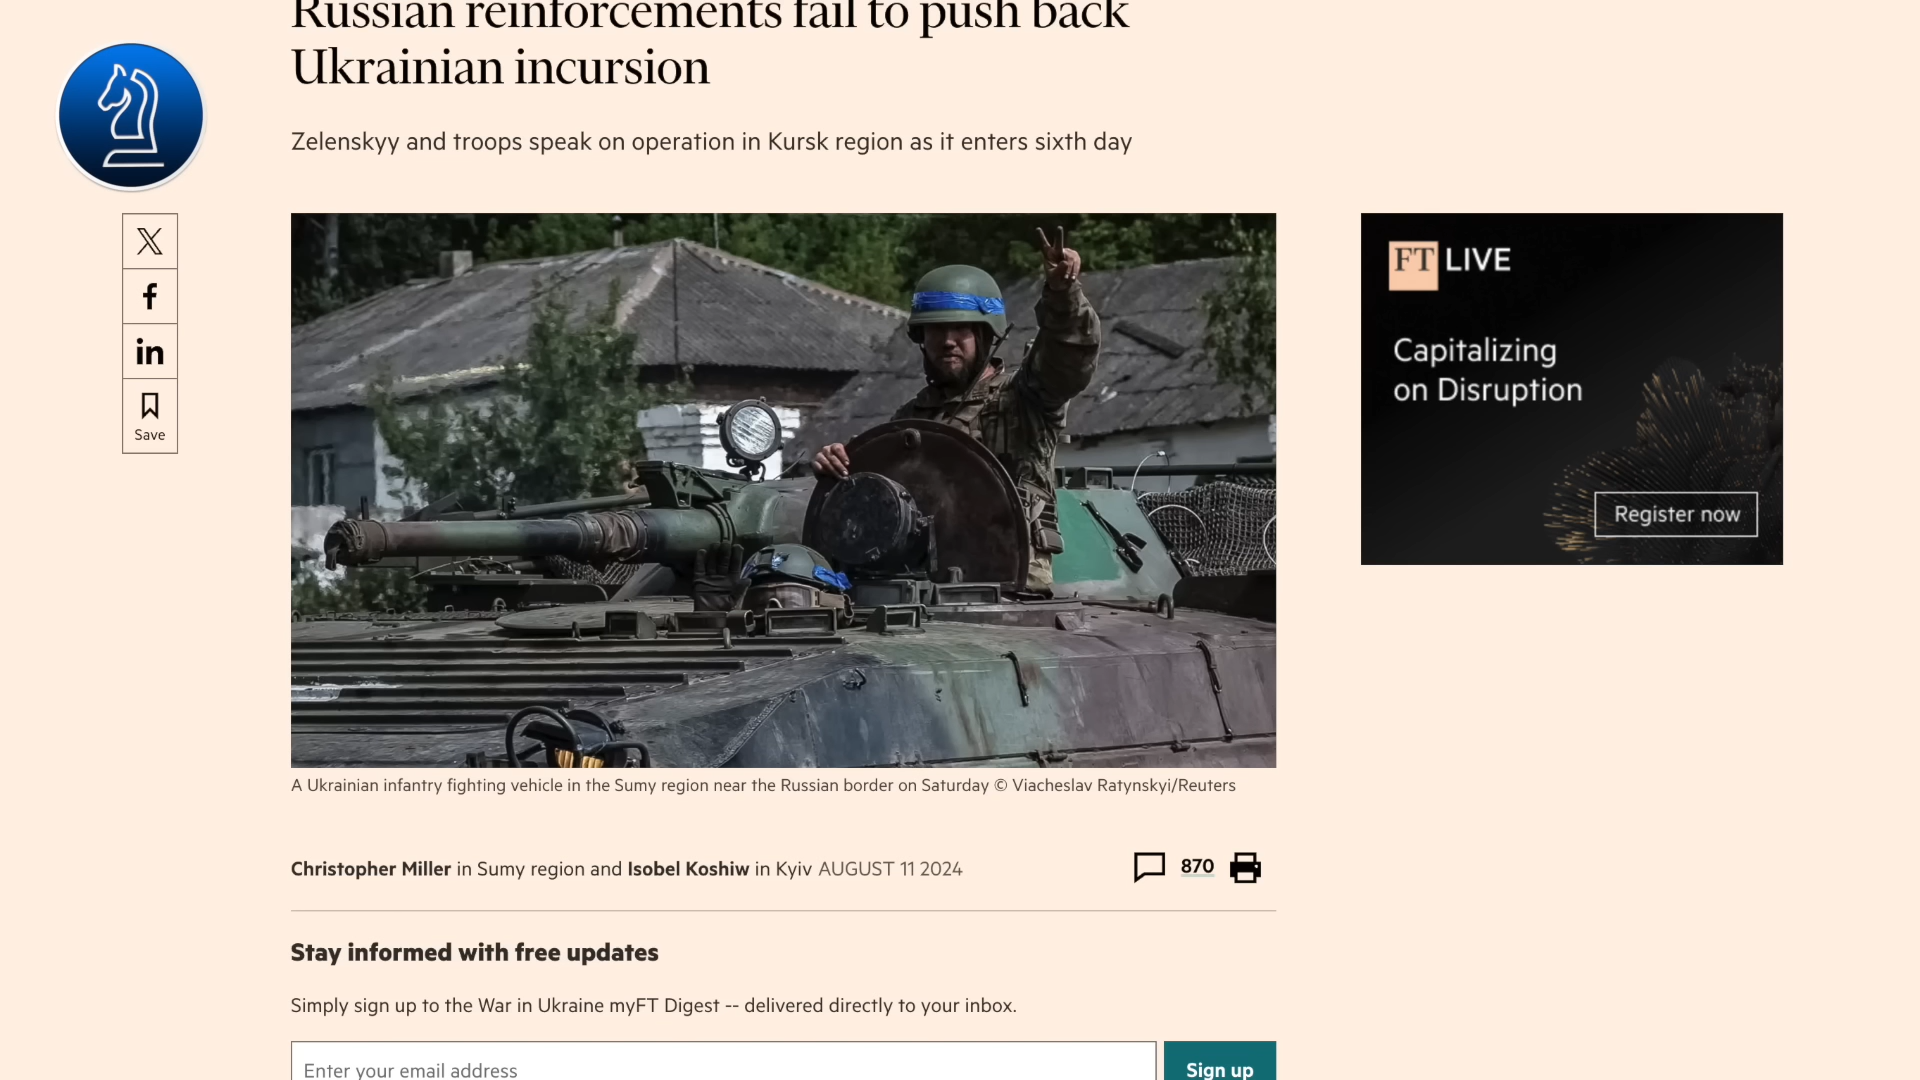 Russian reinforcements fail to push back
Ukrainian incursion
Zelenskyy and troops speak on operation in Kursk region as it enters sixth day
Save
FT LIVE
Capitalizing
on Disruption
Register now
A Ukrainian infantry fighting vehicle in the Sumy region near the Russian border on Saturday © Viacheslav Ratynskyi/Reuters
Christopher Miller in Sumy region and Isobel Koshiw in Kyiv AUGUST 11 2024
870
Stay informed with free updates
Simply sign up to the War in Ukraine myFT Digest -- delivered directly to your inbox.
Enter your email address
Sign up